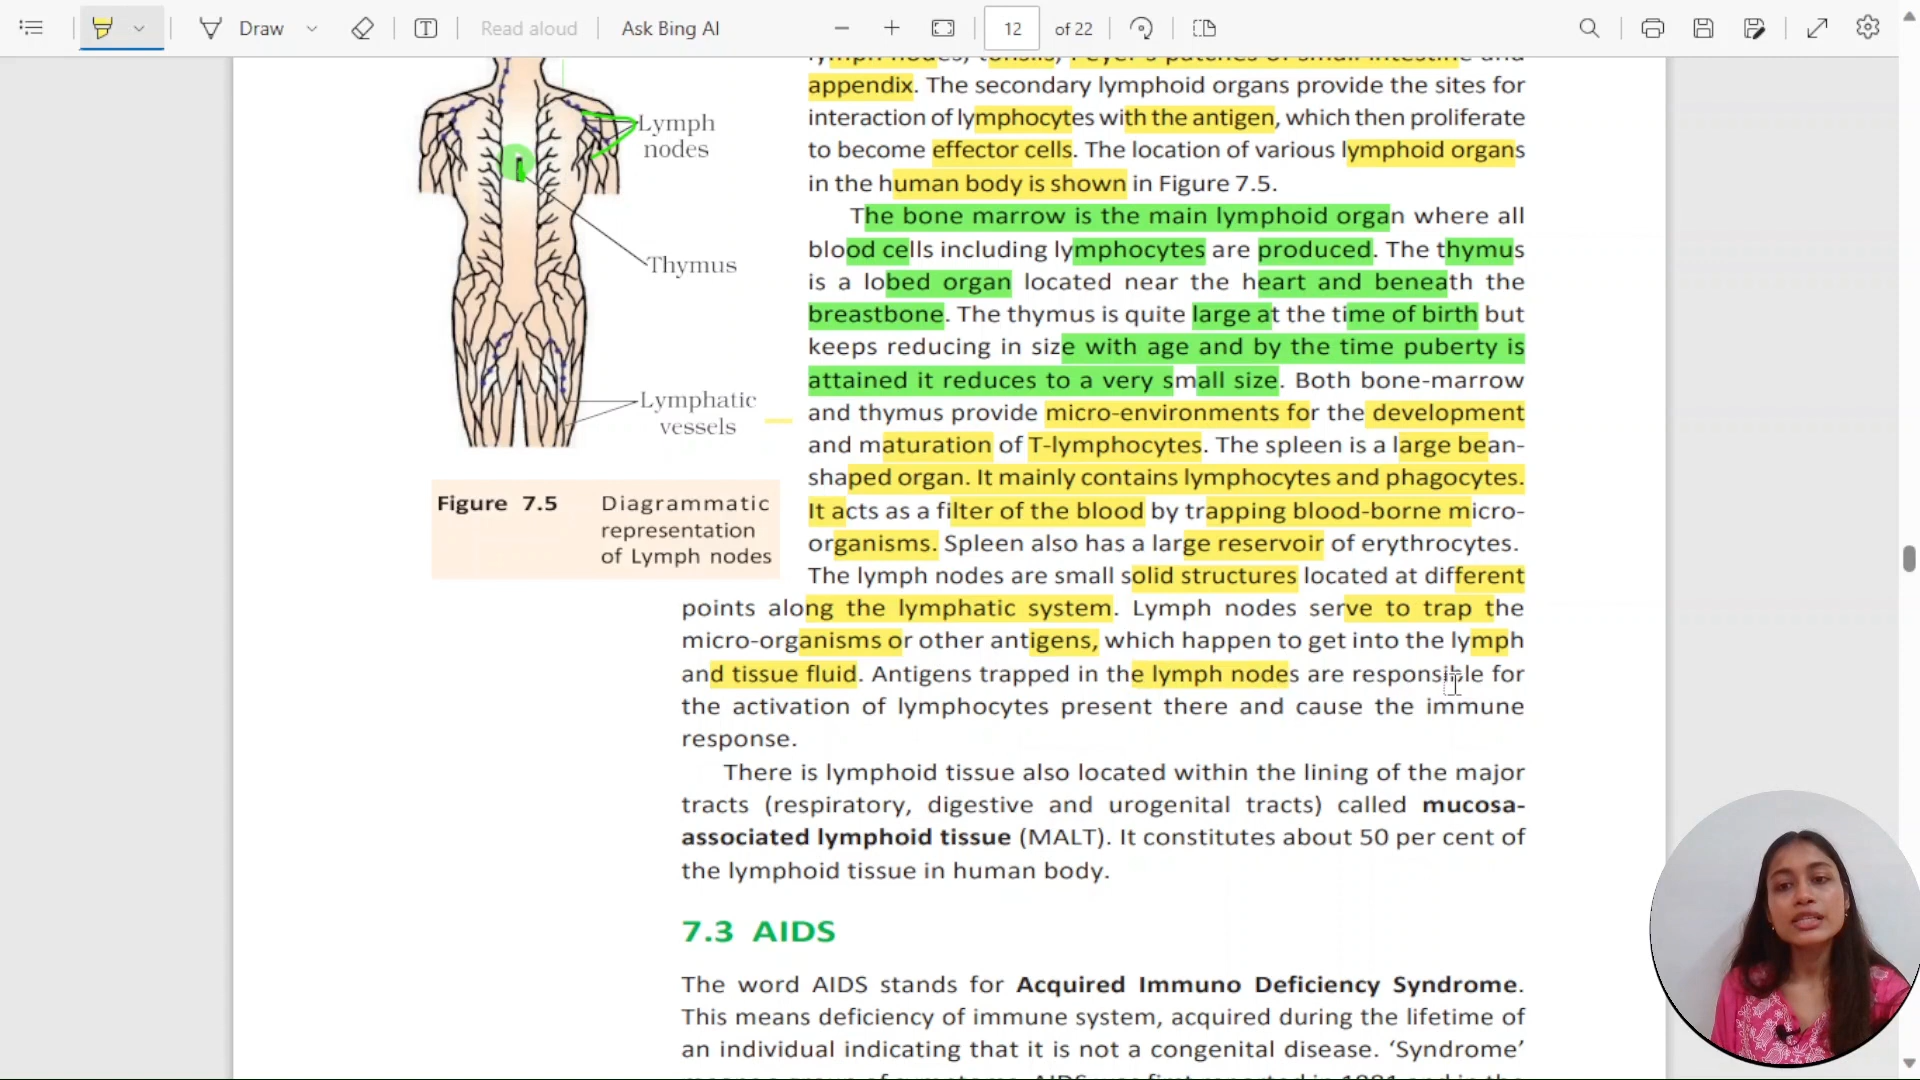 Draw
Read aloud
Ask Bing AI
12
of 22
appendix. The secondary lymphoid organs provide the sites for
interaction of lymphocytes with the antigen, which then proliferate
to become effector cells. The location of various lymphoid organs
in the human body is shown in Figure 7.5.
The bone marrow is the main lymphoid organ where all
blood cells including lymphocytes are produced. The thymus
is a lobed organ located near the heart and beneath the
breastbone. The thymus is quite large at the time of birth but
keeps reducing in size with age and by the time puberty is
attained it reduces to a very small size. Both bone-marrow
and thymus provide micro-environments for the development
and maturation of T-lymphocytes. The spleen is a large bean-
shaped organ. It mainly contains lymphocytes and phagocytes.
It acts as a filter of the blood by trapping blood-borne micro-
organisms. Spleen also has a large reservoir of erythrocytes.
The lymph nodes are small solid structures located at different
points along the lymphatic system. Lymph nodes serve to trap the
micro-organisms or other antigens, which happen to get into the lymph
and tissue fluid. Antigens trapped in the lymph nodes are responsible for
the activation of lymphocytes present there and cause the immune
response.
There is lymphoid tissue also located within the lining of the major
tracts (respiratory, digestive and urogenital tracts) called mucosa-
associated lymphoid tissue (MALT). It constitutes about 50 per cent of
the lymphoid tissue in human body.
7.3 AIDS
The word AIDS stands for Acquired Immuno Deficiency Syndrome.
This means deficiency of immune system, acquired during the lifetime of
an individual indicating that it is not a congenital disease. ‘Syndrome’
Lymph
nodes
Thymus
Lymphatic
vessels
Figure 7.5 Diagrammatic
representation
of Lymph nodes